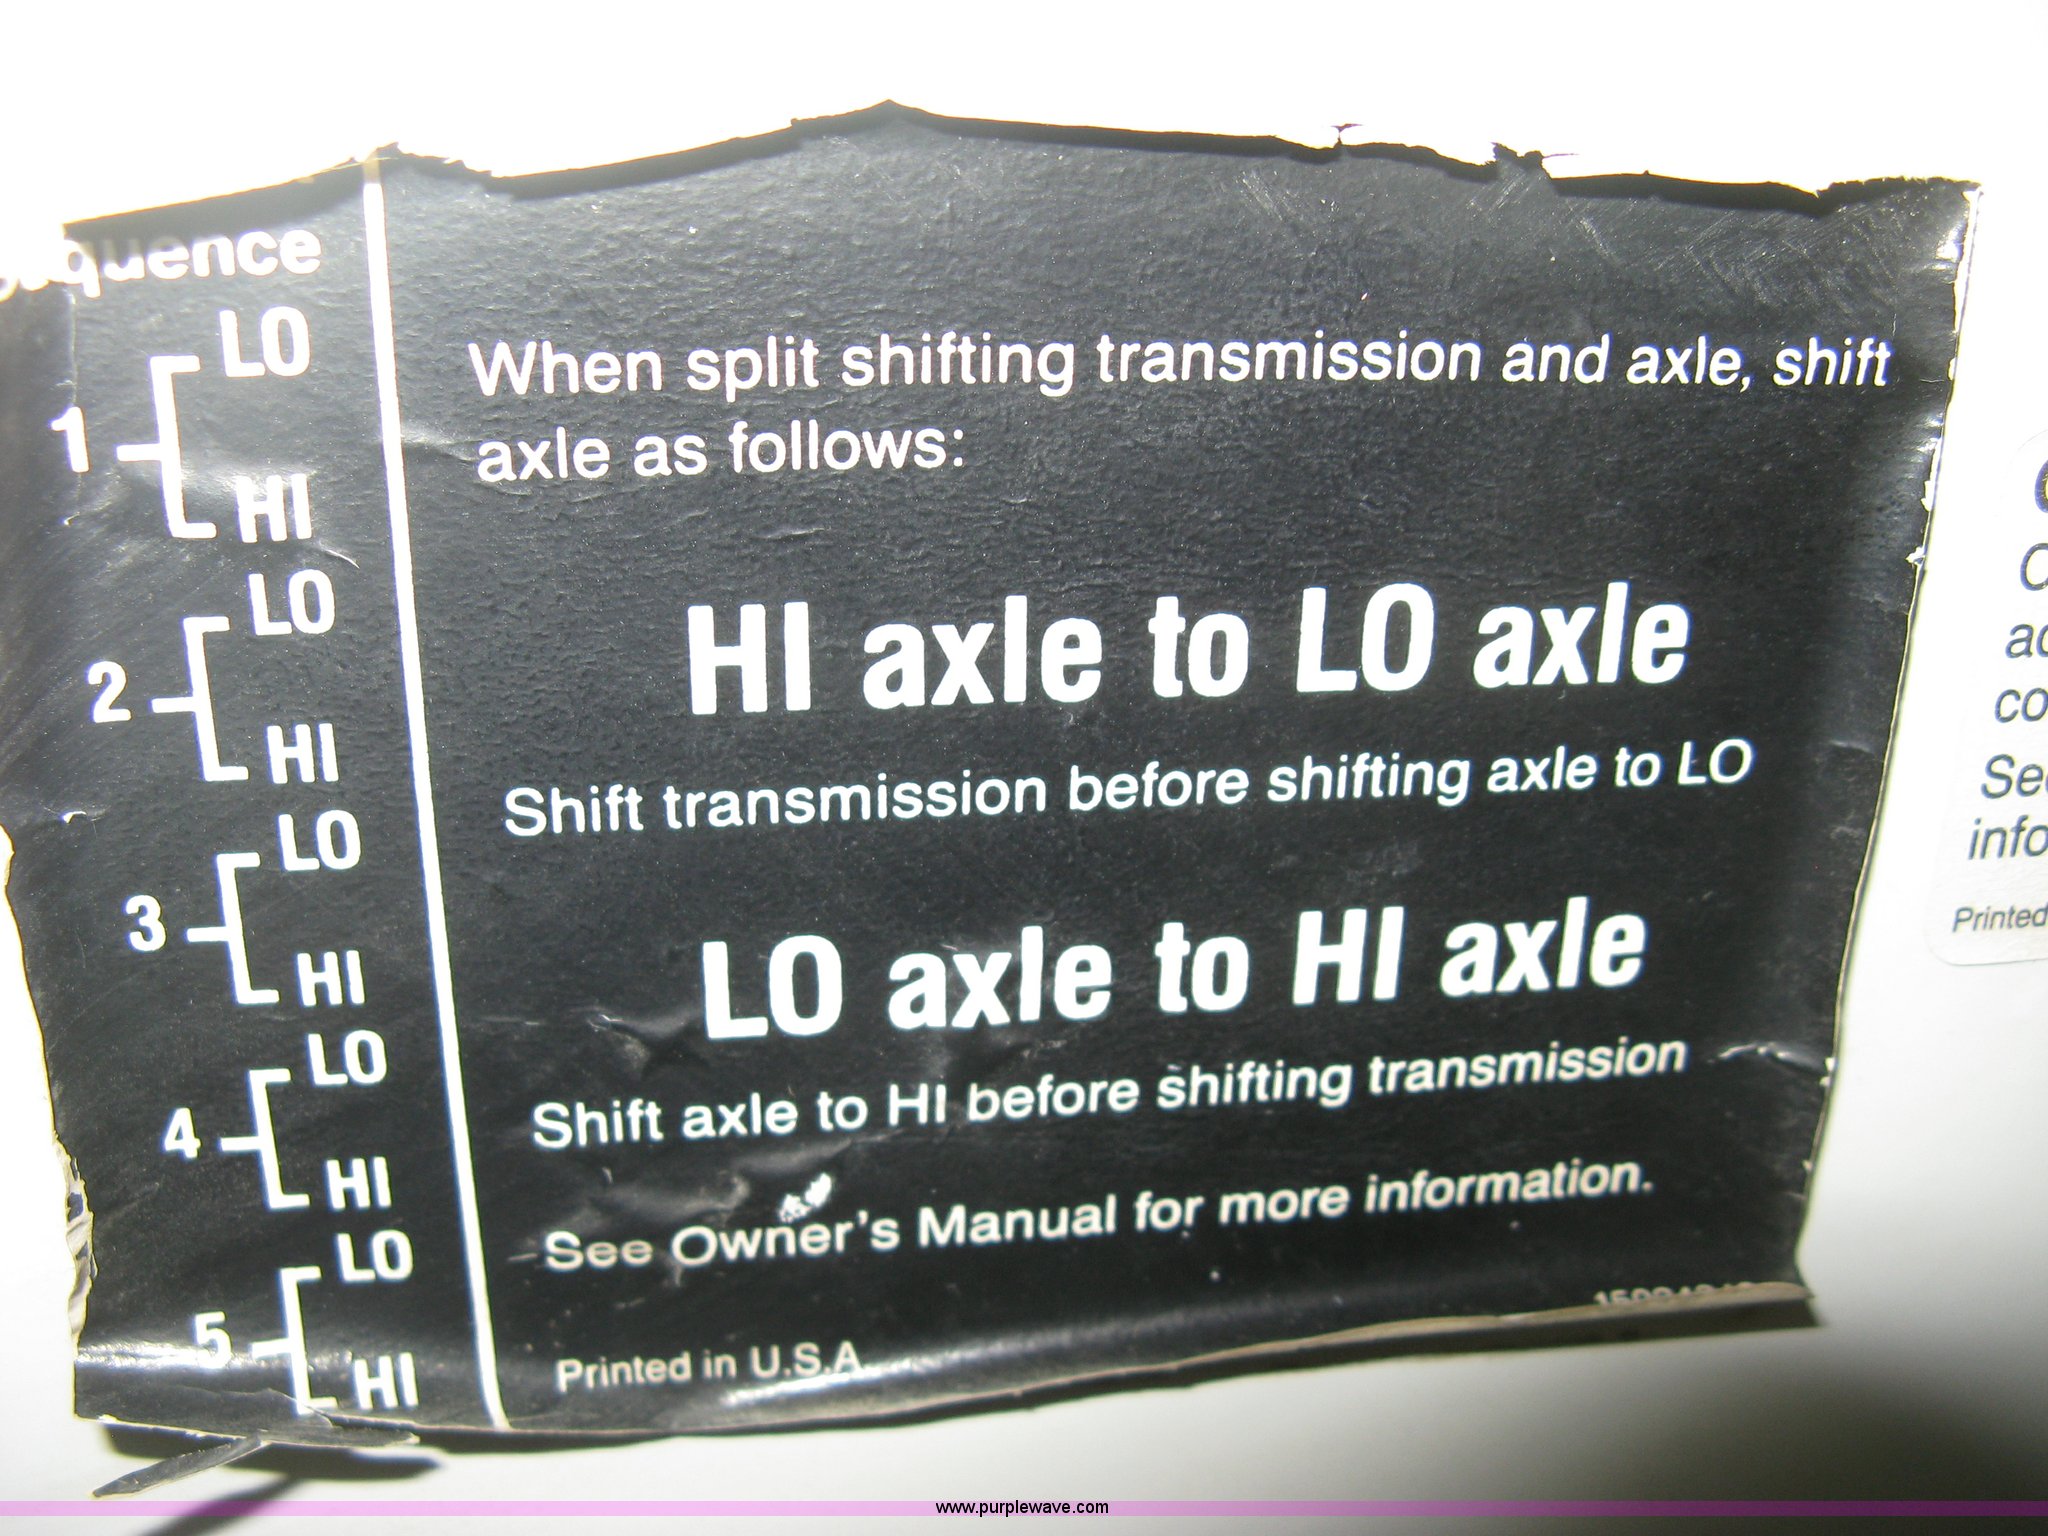 LO
1
HI
LO
2
HI
LO
3
HI
LO
4
HI
LO
5
HI
When split shifting transmission and axle, shift
axle as follows:
HI axle to LO axle
Shift transmission before shifting axle to LO
LO axle to HI axle
Shift axle to HI before shifting transmission
See Owner's Manual for more information.
Printed in U.S.A.
Printed
www.purplewave.com